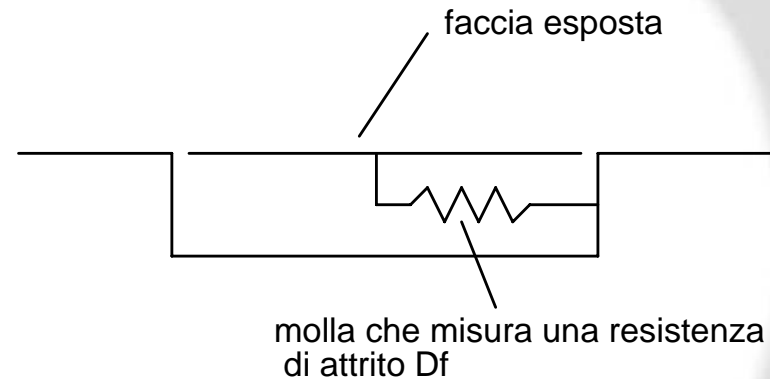 faccia esposta
molla che misura una resistenza
di attrito Df